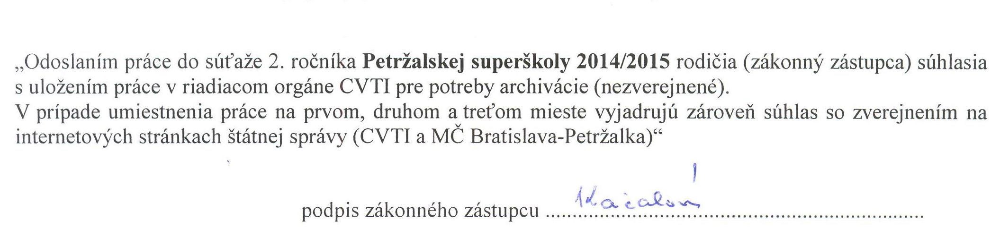 „Odoslaním práce do súťaže 2. ročníka Petržalskej superškoly 2014/2015 rodičia (zákonný zástupca) súhlasia
s uložením práce v riadiacom orgáne CVTI pre potreby archivácie (nezverejnené).
V prípade umiestnenia práce na prvom, druhom a treťom mieste vyjadrujú zároveň súhlas so zverejnením na
internetových stránkach štátnej správy (CVTI a MČ Bratislava-Petržalka)“
podpis zákonného zástupcu ..........................................................................